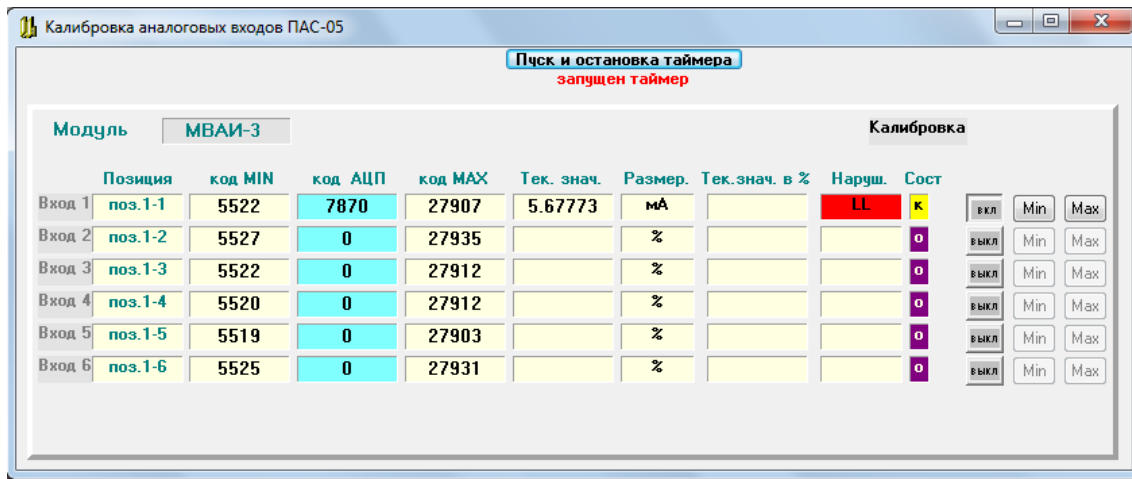 Калибровка аналоговых входов ПАС-05
Пуск и остановка таймера
запущен таймер
Модуль МВАИ-3 Калибровка
Позиция код MIN код АЦП код MAX Тек. знач. Размер. Тек.знач. в % Наруш. Сост
Вход 1 поз.1-1 5522 7870 27907 5.67773 мА LL к вкл Min Max
Вход 2 поз.1-2 5527 0 27935 % о выкл Min Max
Вход 3 поз.1-3 5522 0 27912 % о выкл Min Max
Вход 4 поз.1-4 5520 0 27912 % о выкл Min Max
Вход 5 поз.1-5 5519 0 27903 % о выкл Min Max
Вход 6 поз.1-6 5525 0 27931 % о выкл Min Max